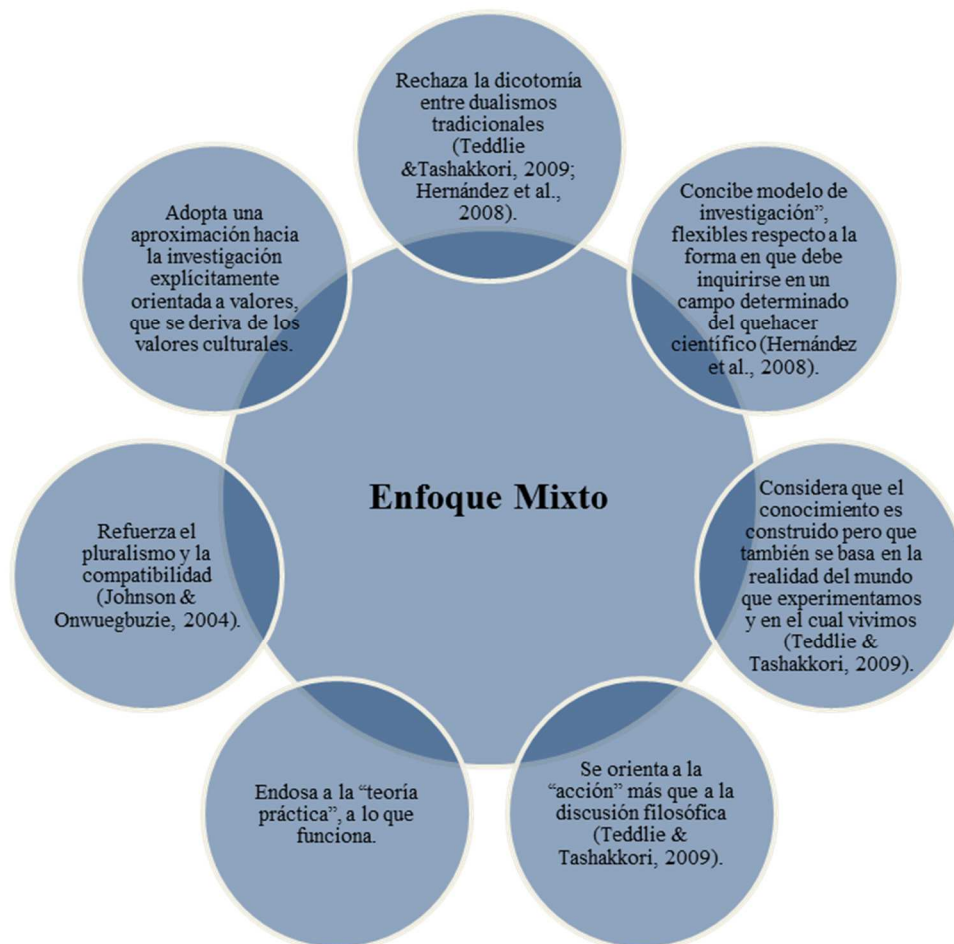 Rechaza la dicotomía
entre dualismos
tradicionales
(Teddlie
&Tashakkori, 2009;
Hernández et al.,
2008).
Concibe modelo de
investigación”,
flexibles respecto a la
forma en que debe
inquirirse en un
campo determinado
del quehacer
científico (Hernández
et al., 2008).
Considera que el
conocimiento es
construido pero que
también se basa en la
realidad del mundo
que experimentamos
y en el cual vivimos
(Teddlie &
Tashakkori, 2009).
Se orienta a la
“acción” más que a la
discusión filosófica
(Teddlie &
Tashakkori, 2009).
Endosa a la “teoría
práctica”, a lo que
funciona.
Refuerza el
pluralismo y la
compatibilidad
(Johnson &
Onwuegbuzie, 2004).
Adopta una
aproximación hacia
la investigación
explícitamente
orientada a valores,
que se deriva de los
valores culturales.
Enfoque Mixto